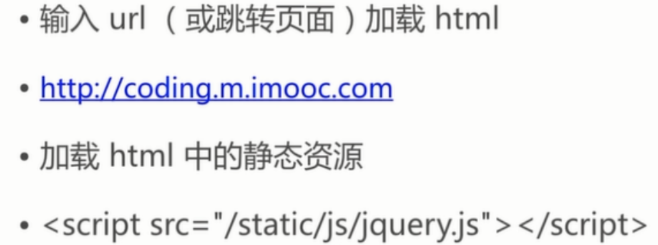 • 输入 url （或跳转页面）加载 html
• http://coding.m.imooc.com
• 加载 html 中的静态资源
• <script src="/static/js/jquery.js"></script>